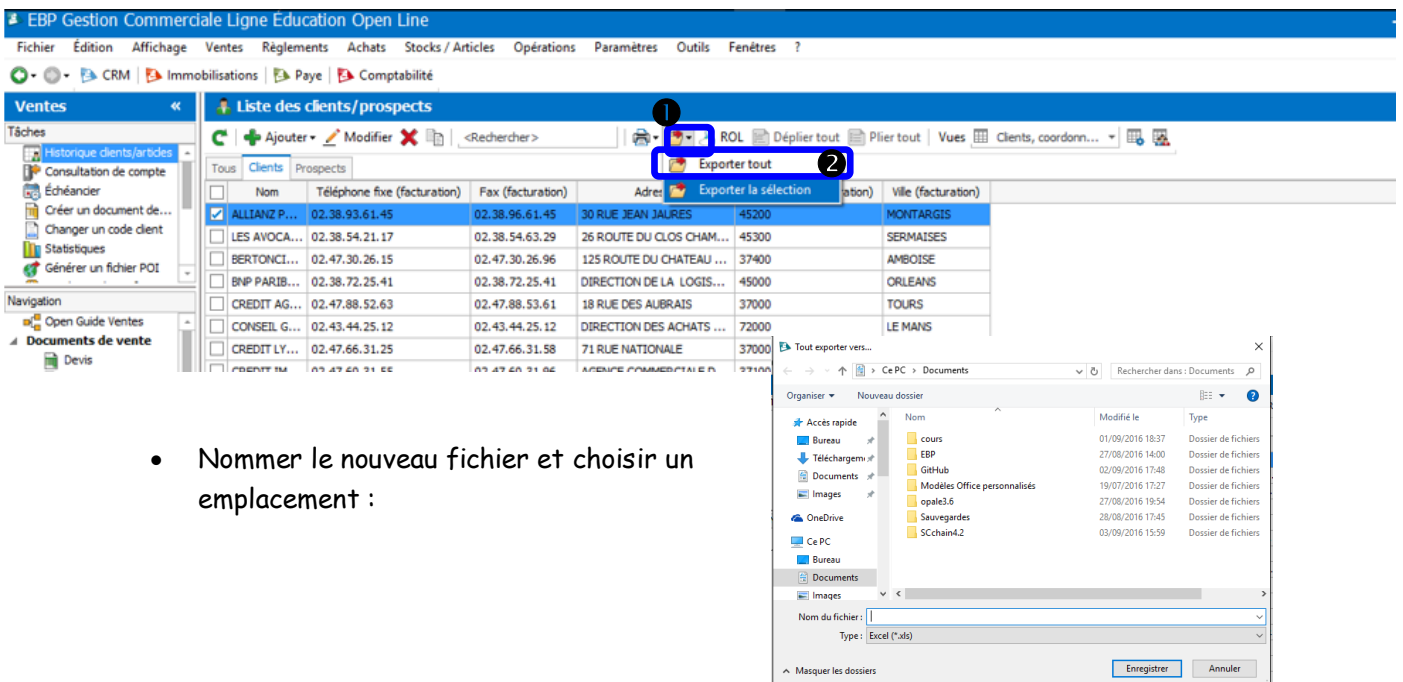 EBP Gestion Commerciale Ligne Éducation Open Line
Fichier Édition Affichage Ventes Règlements Achats Stocks / Articles Opérations Paramètres Outils Fenêtres ?
CRM Immobilisations Paye Comptabilité
Ventes «
Tâches
Historique clients/articles
Consultation de compte
Échéancier
Créer un document de...
Changer un code client
Statistiques
Générer un fichier POI
Navigation
Open Guide Ventes
Documents de vente
Devis
Liste des clients/prospects
1
Ajouter Modifier <Rechercher> ROL Déplier tout Plier tout Vues Clients, coordonn...
Exporter tout 2
Exporter la sélection
Tous Clients Prospects
Nom Téléphone fixe (facturation) Fax (facturation) Ville (facturation)
ALLIANZ P... 02.38.93.61.45 02.38.96.61.45 30 RUE JEAN JAURES 45200 MONTARGIS
LES AVOCA... 02.38.54.21.17 02.38.54.63.29 26 ROUTE DU CLOS CHAM... 45300 SERMAISES
BERTONCI... 02.47.30.26.15 02.47.30.26.96 125 ROUTE DU CHATEAU ... 37400 AMBOISE
BNP PARIB... 02.38.72.25.41 02.38.72.25.41 DIRECTION DE LA LOGIS... 45000 ORLEANS
CREDIT AG... 02.47.88.52.63 02.47.88.53.61 18 RUE DES AUBRAIS 37000 TOURS
CONSEIL G... 02.43.44.25.12 02.43.44.25.12 DIRECTION DES ACHATS ... 72000 LE MANS
CREDIT LY... 02.47.66.31.25 02.47.66.31.58 71 RUE NATIONALE 37000
• Nommer le nouveau fichier et choisir un
emplacement :
Tout exporter vers...
Ce PC > Documents Rechercher dans : Documents
Organiser Nouveau dossier
Accès rapide
Bureau
Téléchargem
Documents
Images
OneDrive
Ce PC
Bureau
Documents
Images
Nom Modifié le Type
cours 01/09/2016 18:37 Dossier de fichiers
EBP 27/08/2016 14:00 Dossier de fichiers
GitHub 02/09/2016 17:48 Dossier de fichiers
Modèles Office personnalisés 19/07/2016 17:27 Dossier de fichiers
opale3.6 27/08/2016 19:54 Dossier de fichiers
Sauvegardes 28/08/2016 17:45 Dossier de fichiers
SCchain4.2 03/09/2016 15:59 Dossier de fichiers
Nom du fichier :
Type : Excel (*.xls)
Masquer les dossiers Enregistrer Annuler